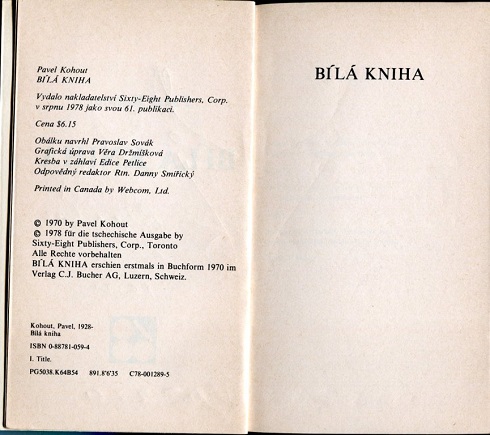 Pavel Kohout
BÍLÁ KNIHA
Vydalo nakladatelství Sixty-Eight Publishers, Corp.
v srpnu 1978 jako svou 61. publikaci.
Cena $6.15
Obálku navrhl Pravoslav Sovák
Grafická úprava Věra Držmíšková
Kresba v záhlaví Edice Petlice
Odpovědný redaktor Rtn. Danny Smiřický
Printed in Canada by Webcom, Ltd.
© 1970 by Pavel Kohout
© 1978 für die tschechische Ausgabe by
Sixty-Eight Publishers, Corp., Toronto
Alle Rechte vorbehalten
BÍLÁ KNIHA erschien erstmals in Buchform 1970 im
Verlag C.J. Bucher AG, Luzern, Schweiz.
Kohout, Pavel, 1928-
Bílá kniha
ISBN 0-88781-059-4
I. Title.
PG5038.K64B54 891.8'6'35 C78-001289-5
BÍLÁ KNIHA